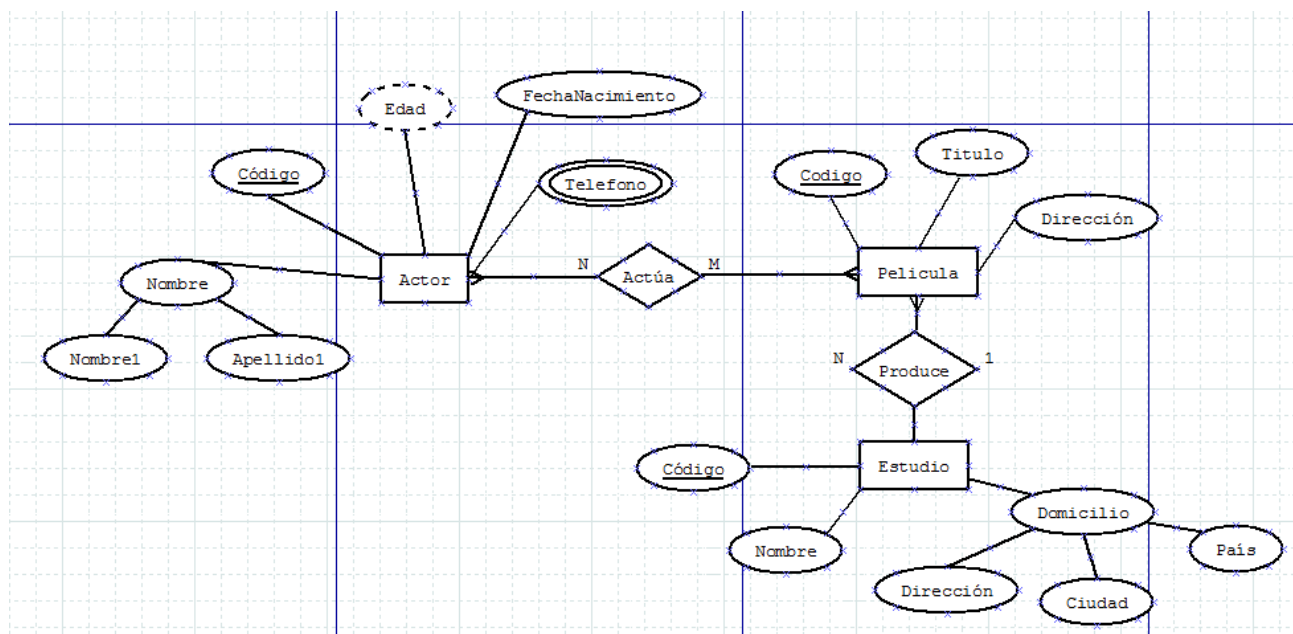 FechaNacimiento
Edad
Titulo
Código
Codigo
Telefono
Dirección
N
M
Actúa
Actor
Pelicula
Nombre
Nombre1
Apellido1
N
1
Produce
Código
Estudio
Domicilio
Nombre
País
Dirección
Ciudad